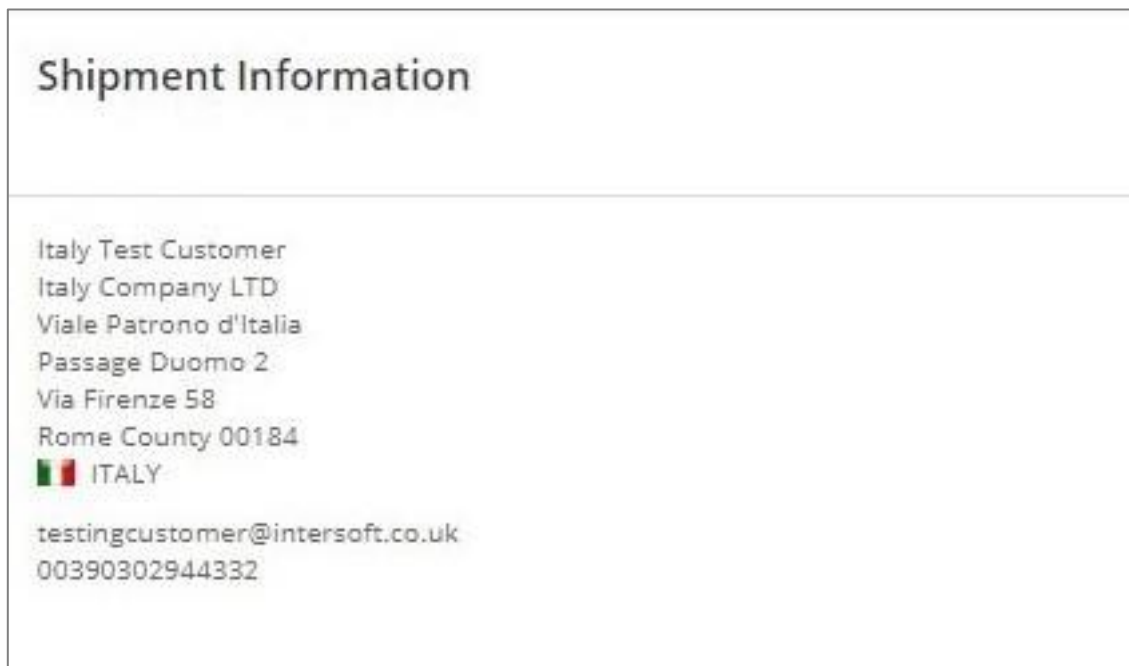 Shipment Information
Italy Test Customer
Italy Company LTD
Viale Patrono d'Italia
Passage Duomo 2
Via Firenze 58
Rome County 00184
ITALY
testingcustomer@intersoft.co.uk
00390302944332